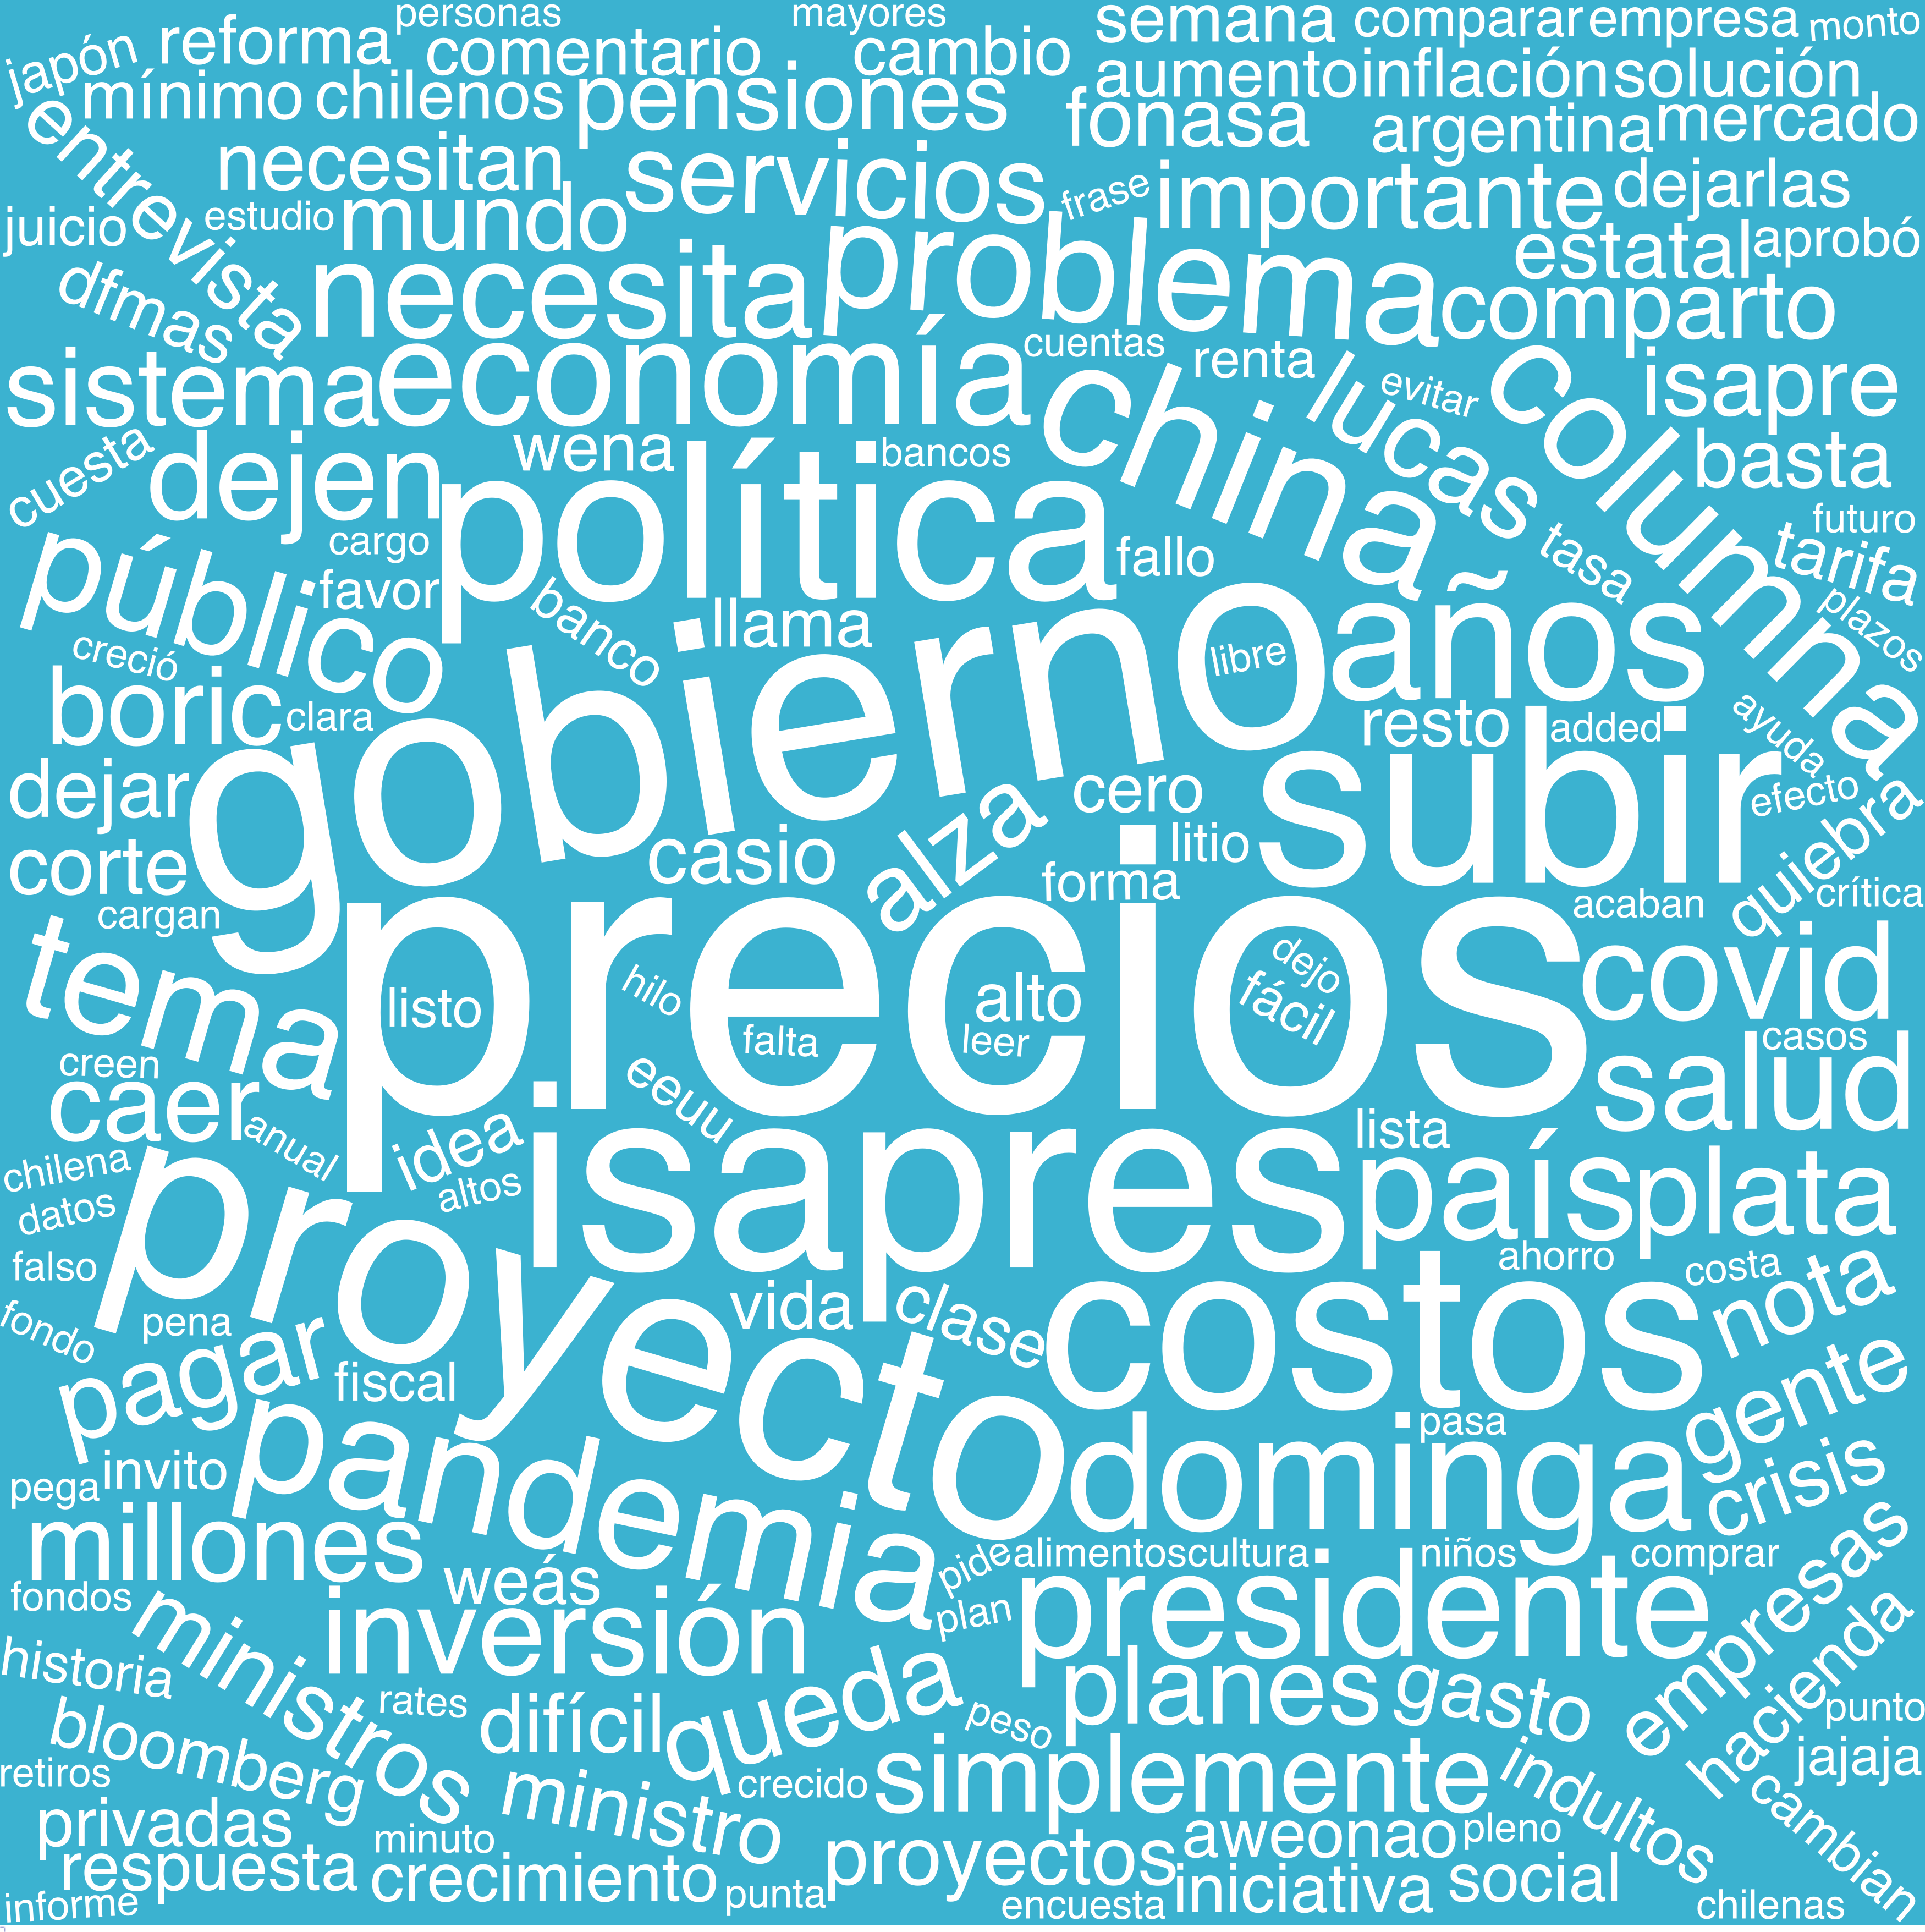 personas
mayores
semana
comparar
empresa
monto
japón
reforma
comentario
cambio
aumento
inflación
solución
mínimo
chilenos
pensiones
fonasa
argentina
mercado
entrevista
necesitan
servicios
frase
importante
dejarlas
juicio
estudio
mundo
problema
estatal
aprobó
dfmas
necesita
comparto
sistema
economía
cuentas
renta
china
lucas
evitar
columna
isapre
cuesta
dejen
wena
política
bancos
basta
público
cargo
favor
banco
llama
fallo
tasa
tarifa
futuro
plazos
creció
boric
clara
gobierno
libre
años
resto
added
ayuda
dejar
alza
cero
subir
efecto
corte
casio
forma
litio
quiebra
cargan
acaban
crítica
tema
precios
listo
hilo
falta
alto
leer
dejo
fácil
covid
casos
creen
caer
anual
idea
eeuu
altos
salud
lista
chilena
datos
proyecto
isapres
país
plata
falso
fondo
pena
vida
clase
costos
ahorro
costa
nota
pagar
fiscal
pasa
gente
pega
invito
pandemia
dominga
crisis
millones
weás
pide
alimentos
cultura
niños
comprar
empresas
fondos
ministros
inversión
plan
presidente
historia
rates
difícil
queda
peso
planes
gasto
hacienda
punto
bloomberg
retiros
ministro
crecido
simplemente
indultos
jajaja
privadas
minuto
proyectos
aweonao
pleno
cambian
respuesta
crecimiento
punta
iniciativa
social
informe
encuesta
chilenas